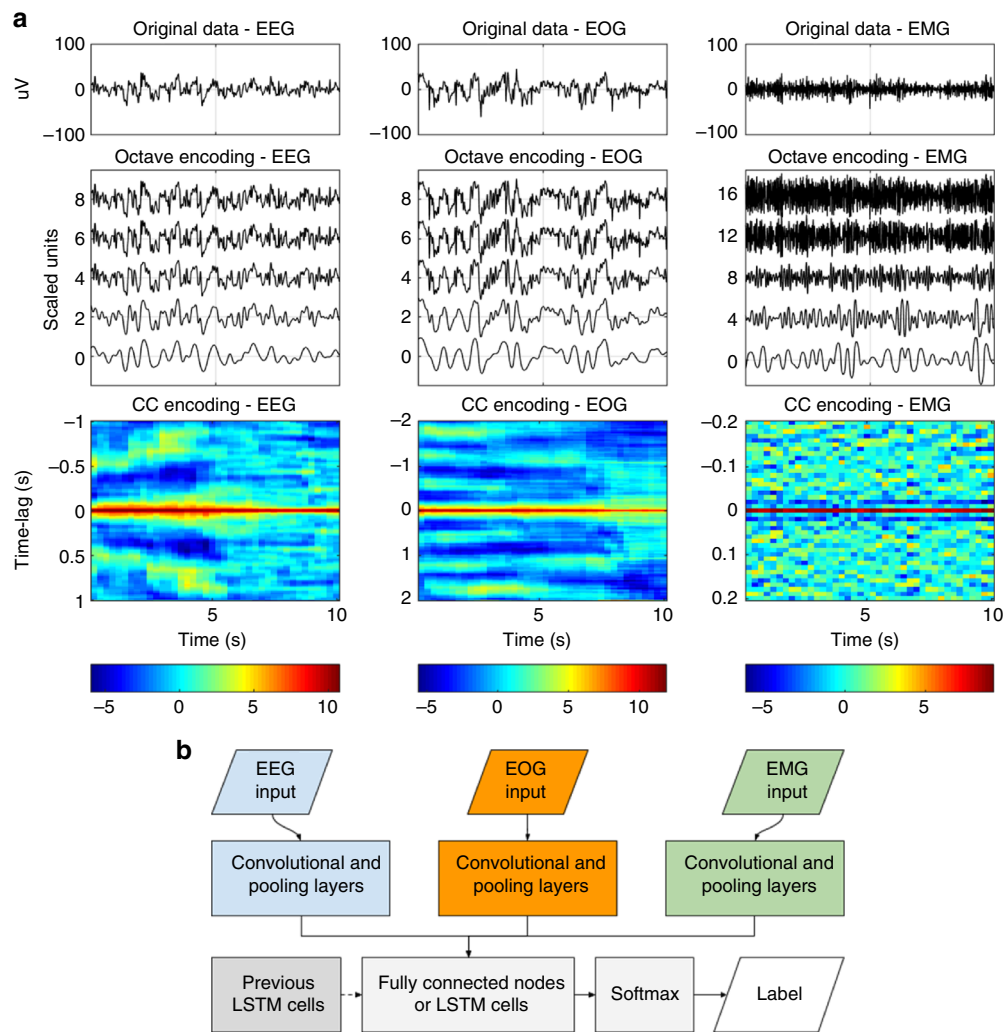 a
Original data - EEG
Original data - EOG
Original data - EMG
100
0
–100
uV
100
0
–100
100
0
–100
Octave encoding - EEG
Octave encoding - EOG
Octave encoding - EMG
Scaled units
8
6
4
2
0
8
6
4
2
0
16
12
8
4
0
CC encoding - EEG
CC encoding - EOG
CC encoding - EMG
Time-lag (s)
–1
–0.5
0
0.5
1
–2
–1
0
1
2
–0.2
–0.1
0
0.1
0.2
5 10
5 10
5 10
Time (s)
Time (s)
Time (s)
–5 0 5 10
–5 0 5 10
–5 0 5
b
EEG
input
EOG
input
EMG
input
Convolutional and
pooling layers
Convolutional and
pooling layers
Convolutional and
pooling layers
Previous
LSTM cells
Fully connected nodes
or LSTM cells
Softmax
Label